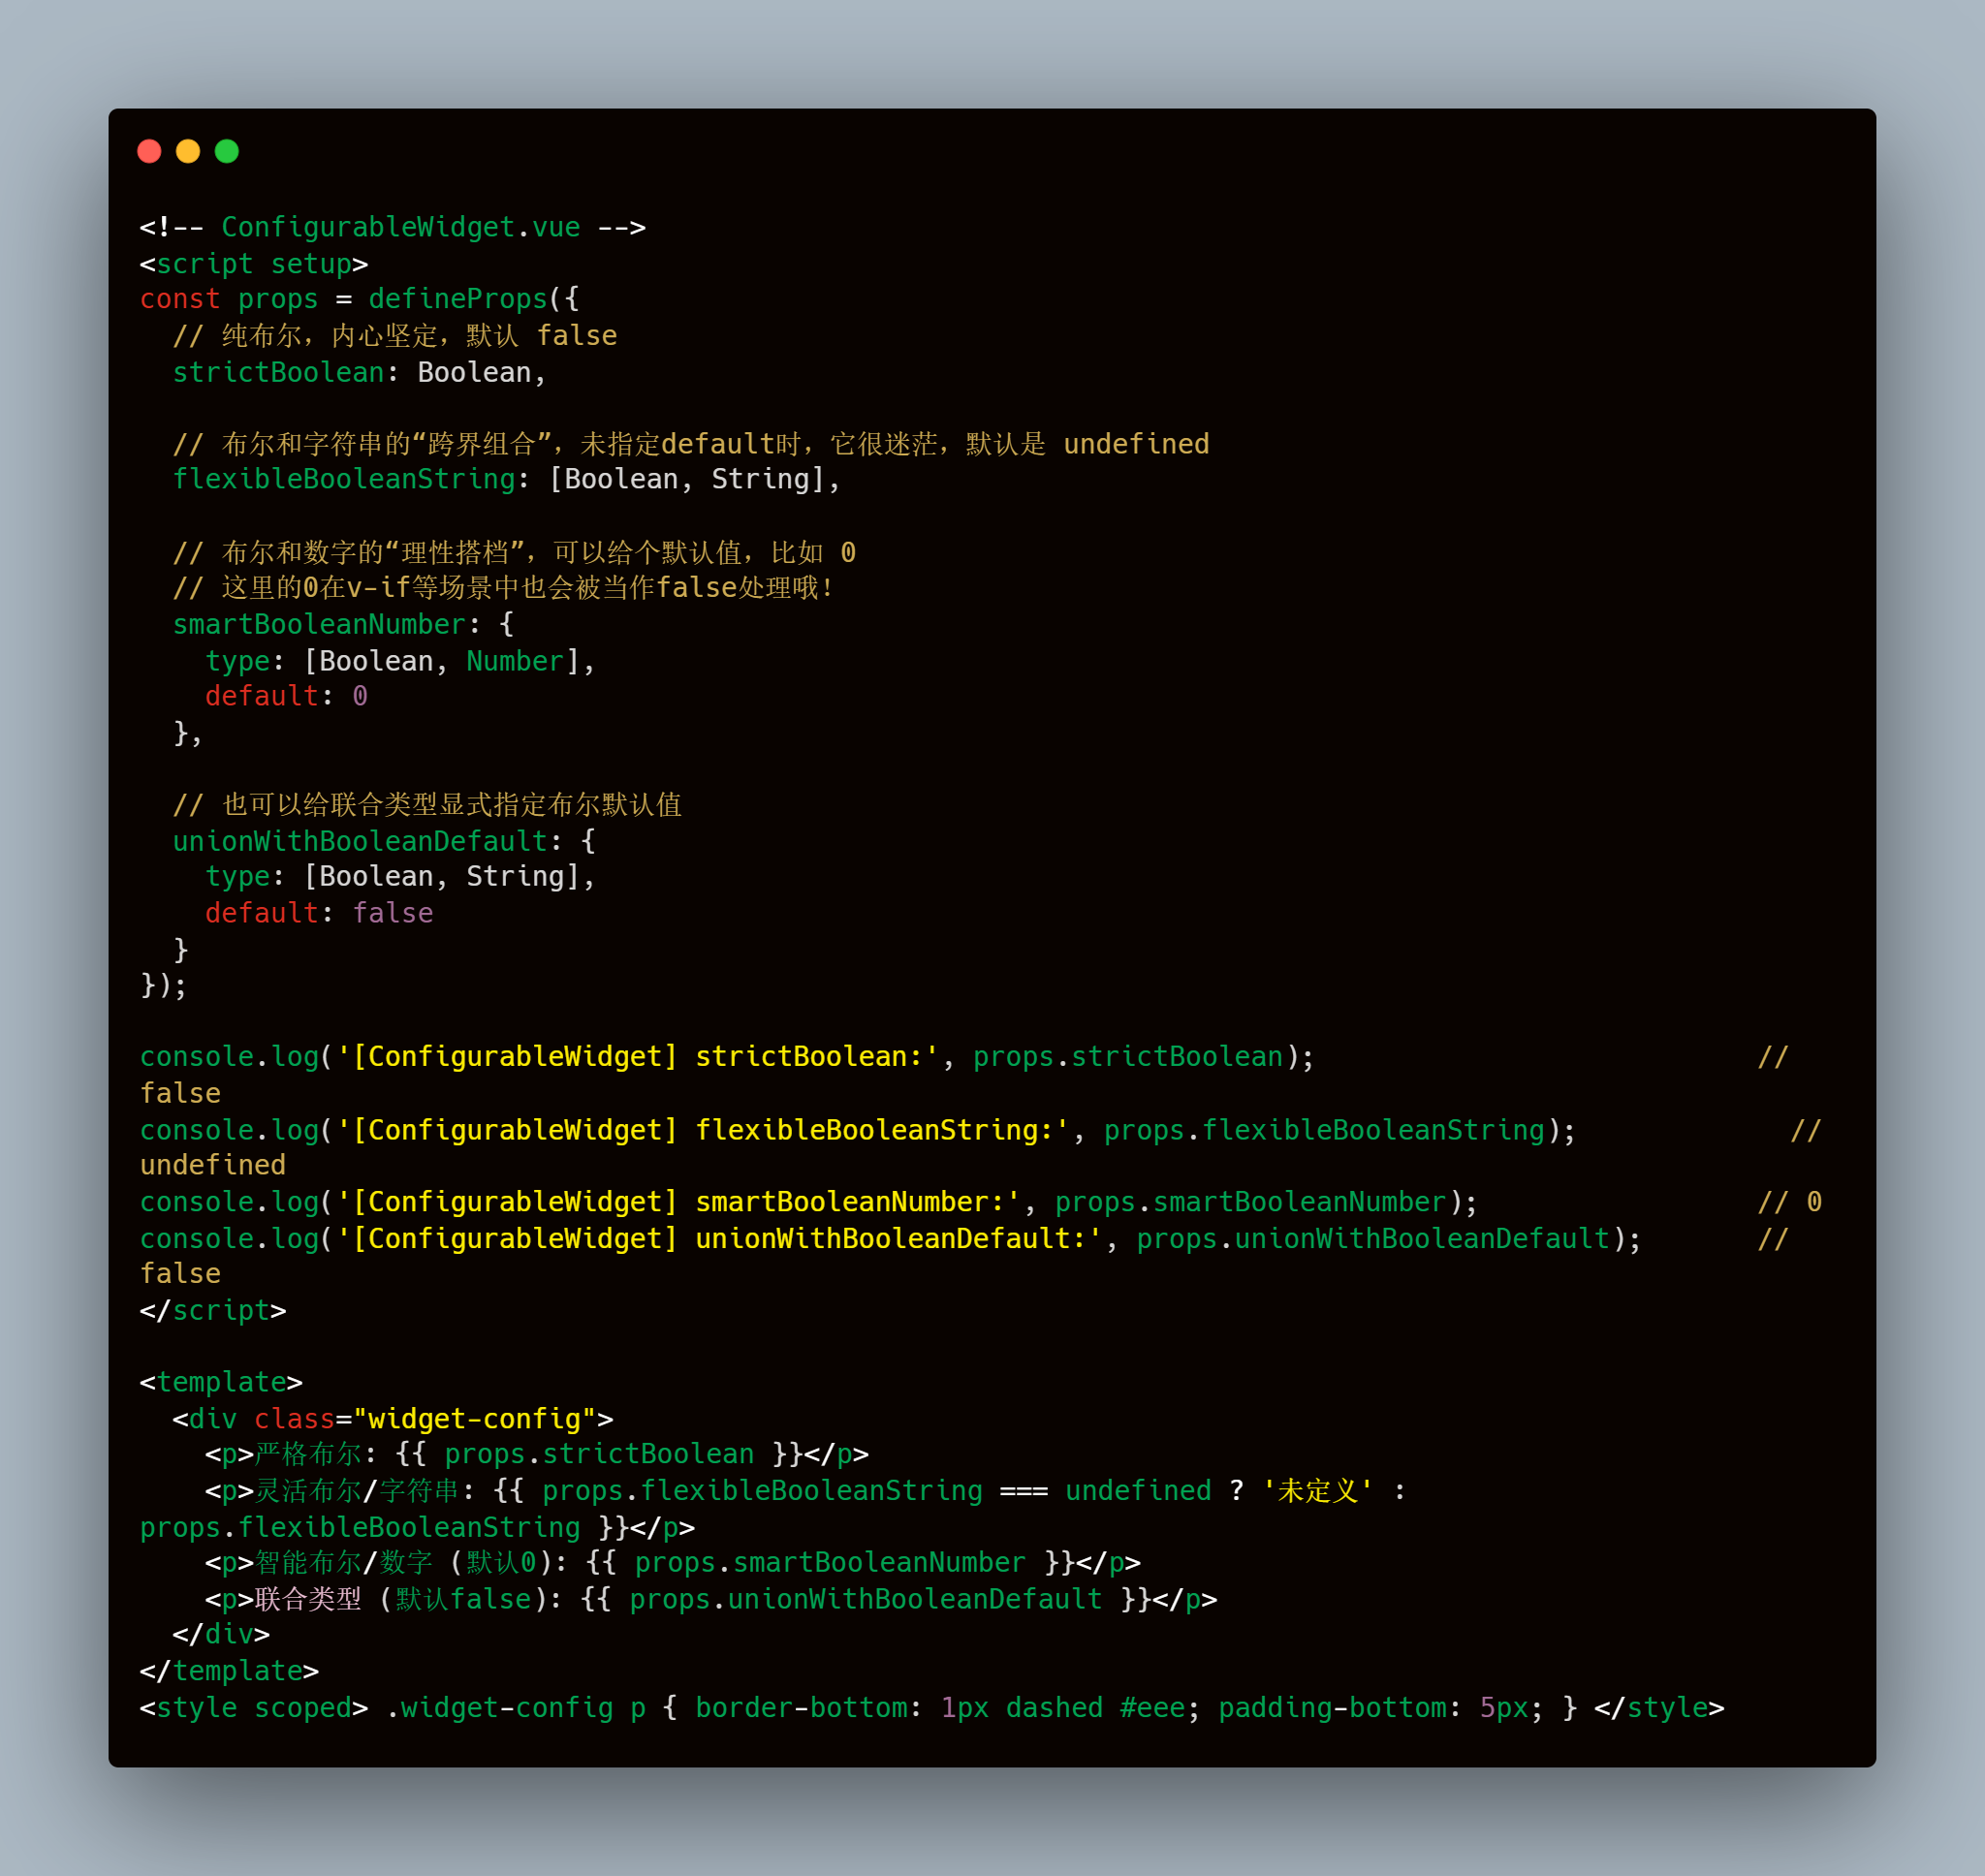 <!-- ConfigurableWidget.vue -->
<script setup>
const props = defineProps({
  // 纯布尔，内心坚定，默认 false
  strictBoolean: Boolean,

  // 布尔和字符串的“跨界组合”，未指定default时，它很迷茫，默认是 undefined
  flexibleBooleanString: [Boolean, String],

  // 布尔和数字的“理性搭档”，可以给个默认值，比如 0
  // 这里的0在v-if等场景中也会被当作false处理哦！
  smartBooleanNumber: {
    type: [Boolean, Number],
    default: 0
  },

  // 也可以给联合类型显式指定布尔默认值
  unionWithBooleanDefault: {
    type: [Boolean, String],
    default: false
  }
});

console.log('[ConfigurableWidget] strictBoolean:', props.strictBoolean);                           //
false
console.log('[ConfigurableWidget] flexibleBooleanString:', props.flexibleBooleanString);             //
undefined
console.log('[ConfigurableWidget] smartBooleanNumber:', props.smartBooleanNumber);                 // 0
console.log('[ConfigurableWidget] unionWithBooleanDefault:', props.unionWithBooleanDefault);       //
false
</script>

<template>
  <div class="widget-config">
    <p>严格布尔: {{ props.strictBoolean }}</p>
    <p>灵活布尔/字符串: {{ props.flexibleBooleanString === undefined ? '未定义' :
props.flexibleBooleanString }}</p>
    <p>智能布尔/数字 (默认0): {{ props.smartBooleanNumber }}</p>
    <p>联合类型 (默认false): {{ props.unionWithBooleanDefault }}</p>
  </div>
</template>
<style scoped> .widget-config p { border-bottom: 1px dashed #eee; padding-bottom: 5px; } </style>